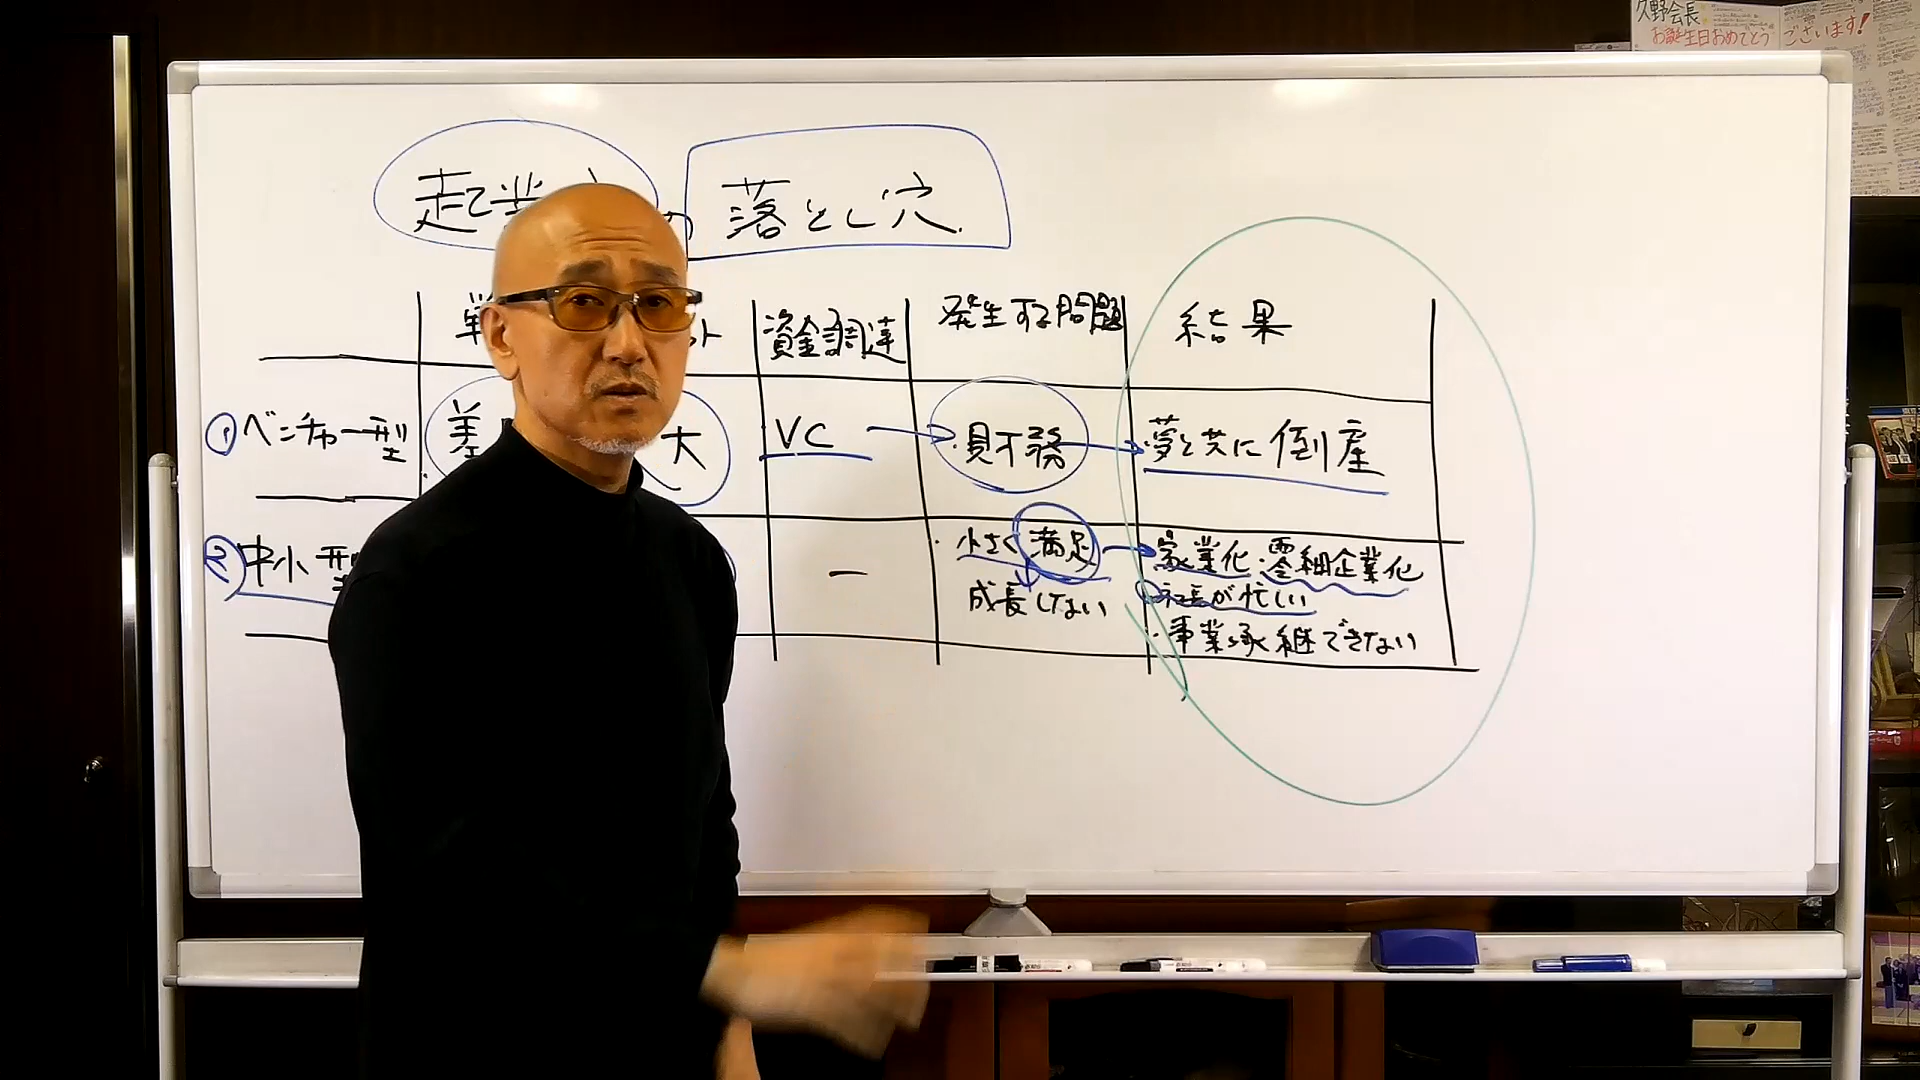 久野会長
お誕生日おめでとう
ございます!
起業 の 落とし穴
資金調達 発生する問題 結果
① ベンチャー型 差 大 VC ・財務 夢と共に倒産
② 中小型 ー ・小さく満足 ・家業化・零細企業化
成長しない ・社長が忙しい
・事業承継できない